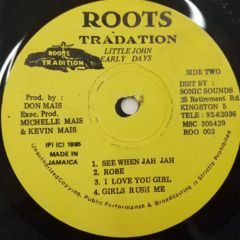 ROOTS
TRADATION
ROOTS
TRADITION
LITTLE JOHN
EARLY DAYS
SIDE TWO
Prod. by :
DON MAIS
Exec. Prod.
MICHELLE MAIS
& KEVIN MAIS
DIST BY :
SONIC SOUNDS
25 Retirement Rd.
KINGSTON 5
TELE : 92-62036
MSC 305429
ROO 003
(P) (C) 1995
MADE IN
JAMAICA
1. SEE WHEN JAH JAH
2. ROBE
3. I LOVE YOU GIRL
4. GIRLS RUSH ME
Unauthorized Copying, Public Performance & Broadcasting is Strictly Prohibited